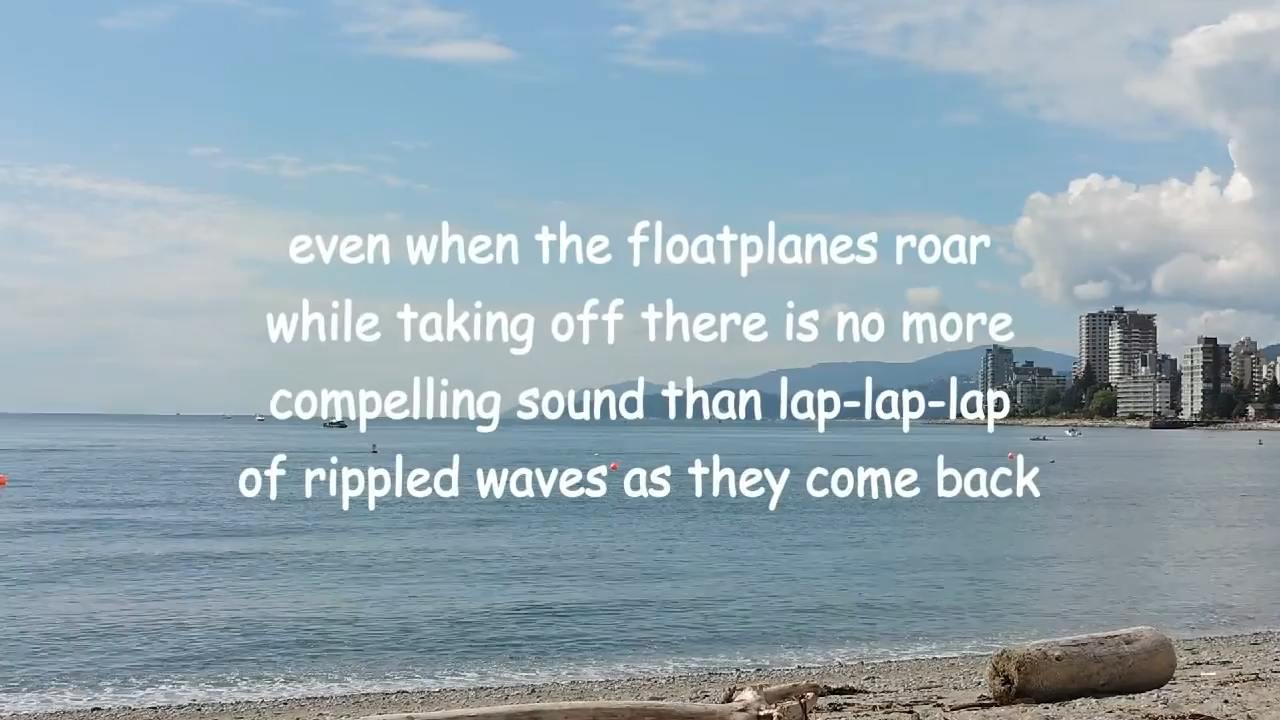 even when the floatplanes roar
while taking off there is no more
compelling sound than lap-lap-lap
of rippled waves as they come back